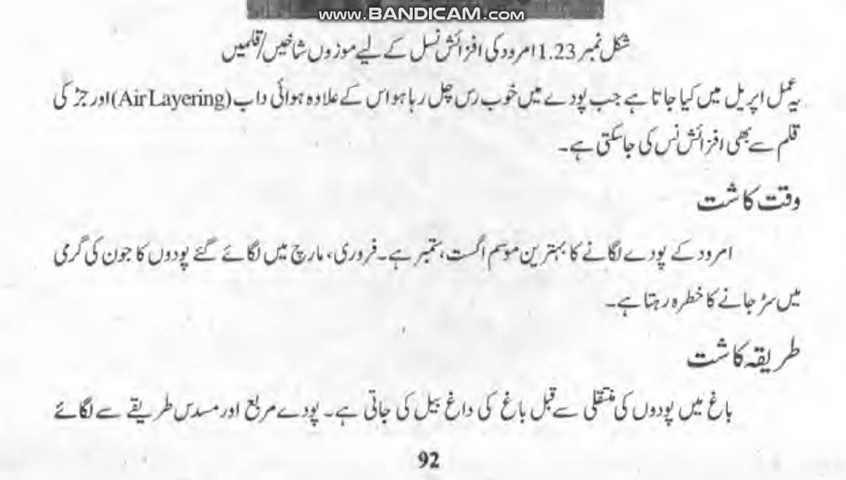 www.BANDICAM.com
شکل نمبر 1.23 امرود کی افزائش نسل کے لیے موزوں شاخیں/قلمیں
یہ عمل اپریل میں کیا جاتا ہے جب پودے میں خوب رس چل رہا ہو اس کے علاوہ ہوائی داب (Air Layering) اور جڑ کی
قلم سے بھی افزائش نس کی جاسکتی ہے۔
وقت کاشت
امرود کے پودے لگانے کا بہترین موسم اگست، ستمبر ہے۔ فروری، مارچ میں لگائے گئے پودوں کا جون کی گرمی
میں سڑ جانے کا خطرہ رہتا ہے۔
طریقہ کاشت
باغ میں پودوں کی منتقلی سے قبل باغ کی داغ بیل کی جاتی ہے۔ پودے مربع اور مسدس طریقے سے لگائے
92